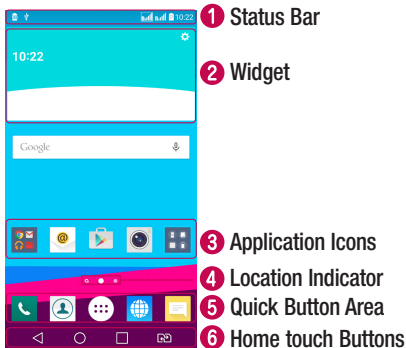 10:22
1 Status Bar
10:22
2 Widget
Google
3 Application Icons
4 Location Indicator
5 Quick Button Area
6 Home touch Buttons